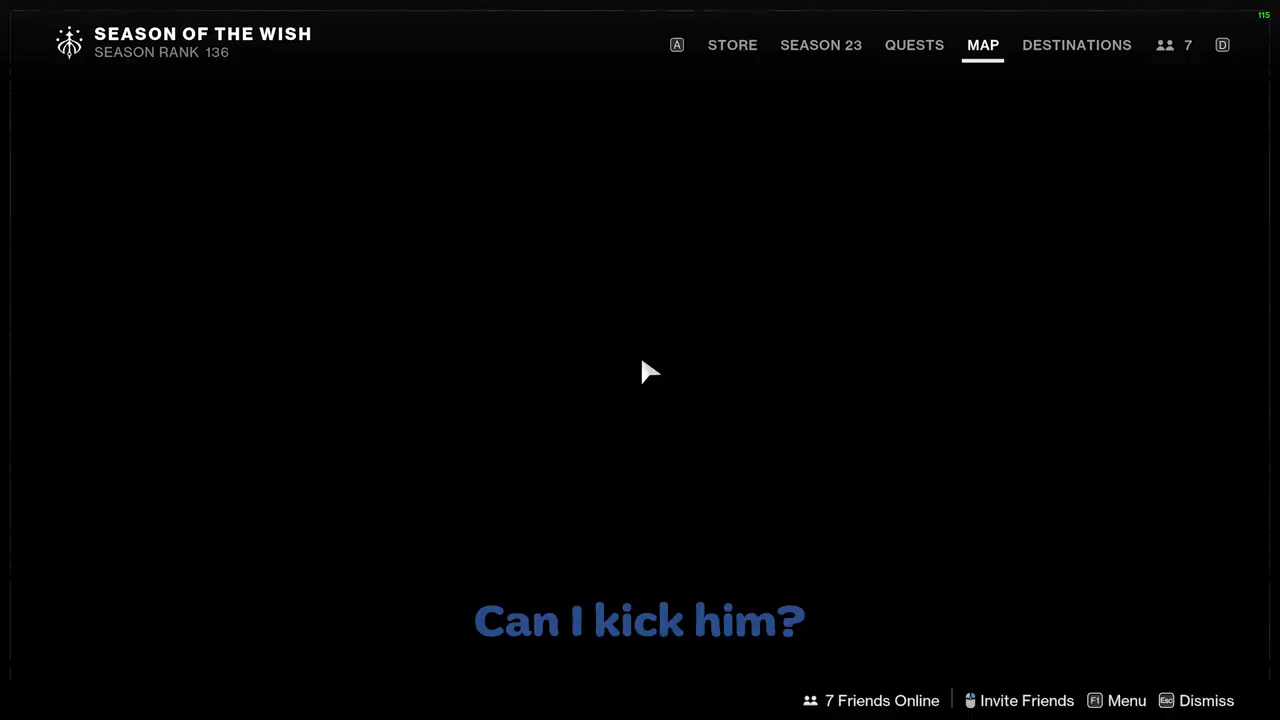 115
SEASON OF THE WISH
SEASON RANK 136
A STORE SEASON 23 QUESTS MAP DESTINATIONS 7 D
Can I kick him?
7 Friends Online Invite Friends F1 Menu Esc Dismiss